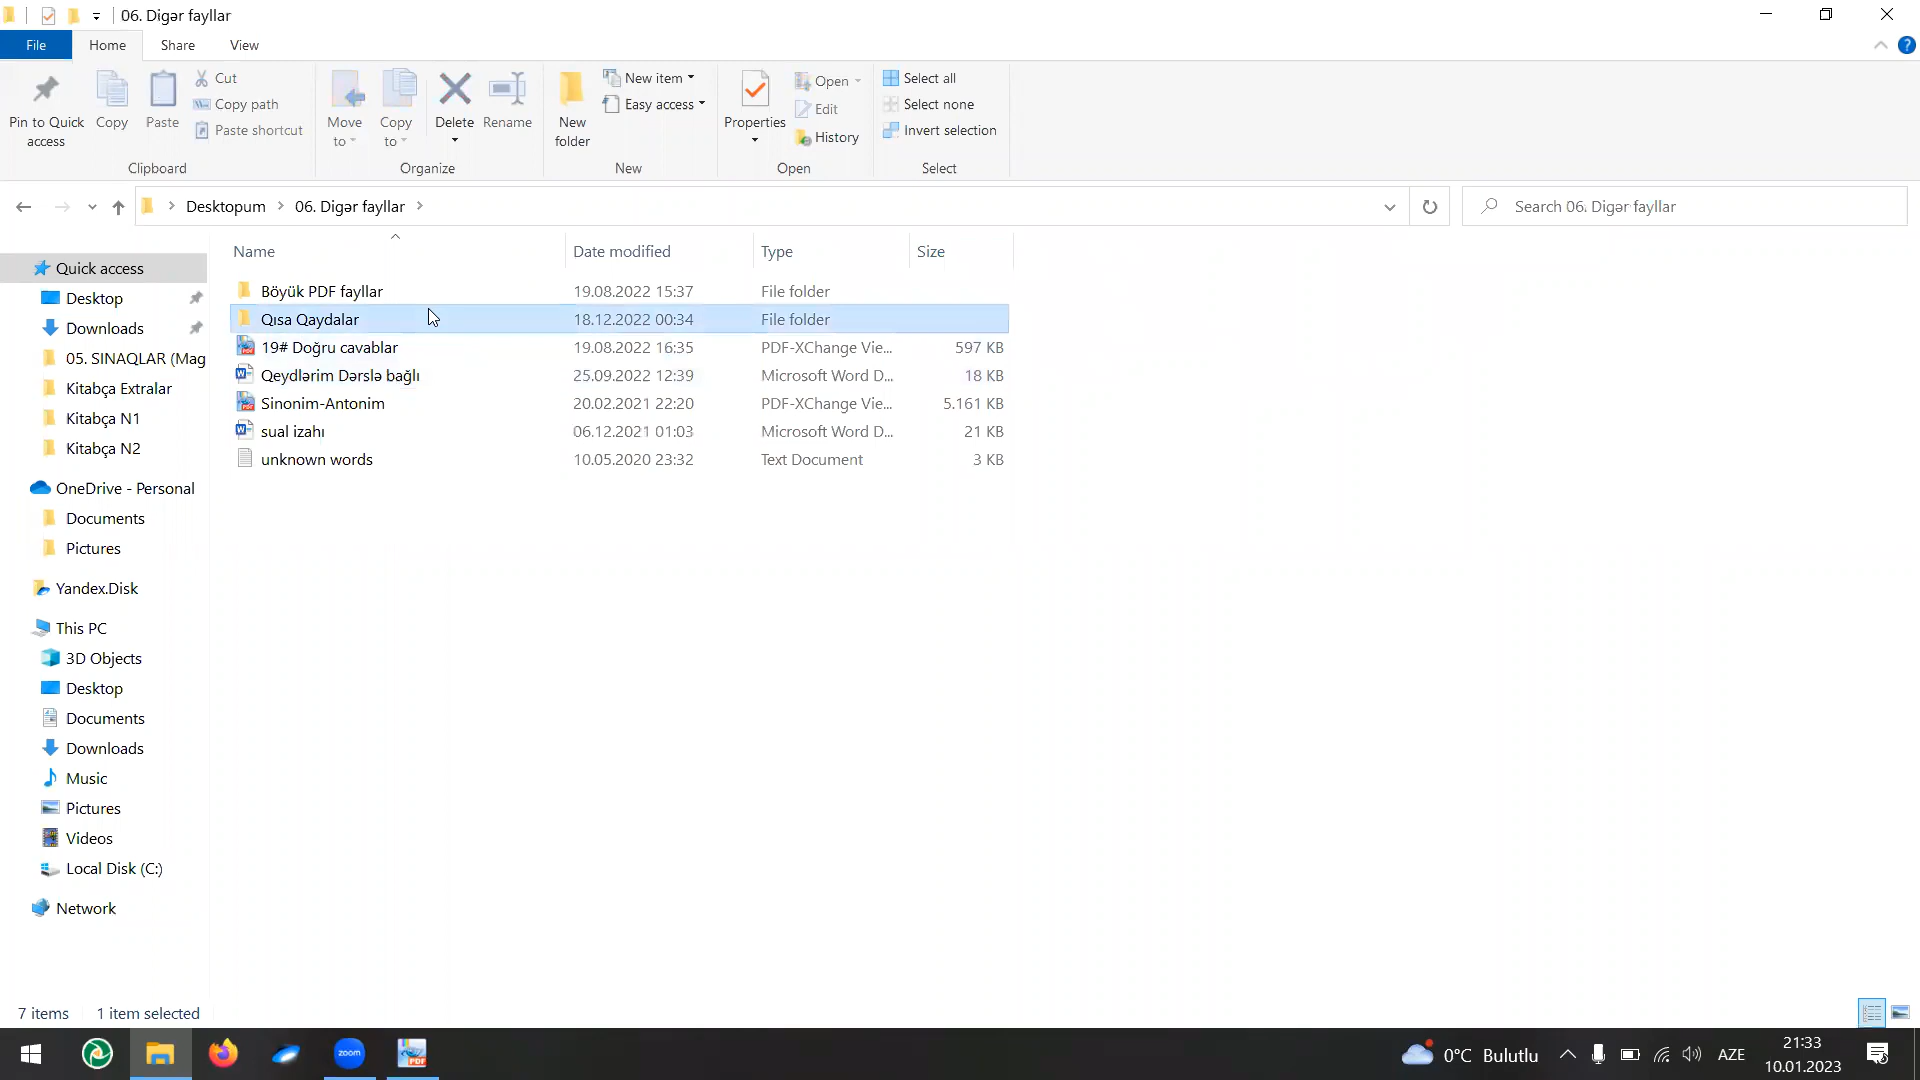 06. Digər fayllar
File Home Share View
Pin to Quick access
Copy
Paste
Cut
Copy path
Paste shortcut
Clipboard
Move to
Copy to
Delete
Rename
Organize
New folder
New item
Easy access
New
Properties
Open
Edit
History
Open
Select all
Select none
Invert selection
Select
Desktopum 06. Digər fayllar
Search 06. Digər fayllar
Name Date modified Type Size
Böyük PDF fayllar 19.08.2022 15:37 File folder
Qısa Qaydalar 18.12.2022 00:34 File folder
19# Doğru cavablar 19.08.2022 16:35 PDF-XChange Vie... 597 KB
Qeydlərim Dərslə bağlı 25.09.2022 12:39 Microsoft Word D... 18 KB
Sinonim-Antonim 20.02.2021 22:20 PDF-XChange Vie... 5.161 KB
sual izahı 06.12.2021 01:03 Microsoft Word D... 21 KB
unknown words 10.05.2020 23:32 Text Document 3 KB
Quick access
Desktop
Downloads
05. SINAQLAR (Mag
Kitabça Extralar
Kitabça N1
Kitabça N2
OneDrive - Personal
Documents
Pictures
Yandex.Disk
This PC
3D Objects
Desktop
Documents
Downloads
Music
Pictures
Videos
Local Disk (C:)
Network
7 items 1 item selected
zoom
PDF
0°C Bulutlu
AZE
21:33
10.01.2023